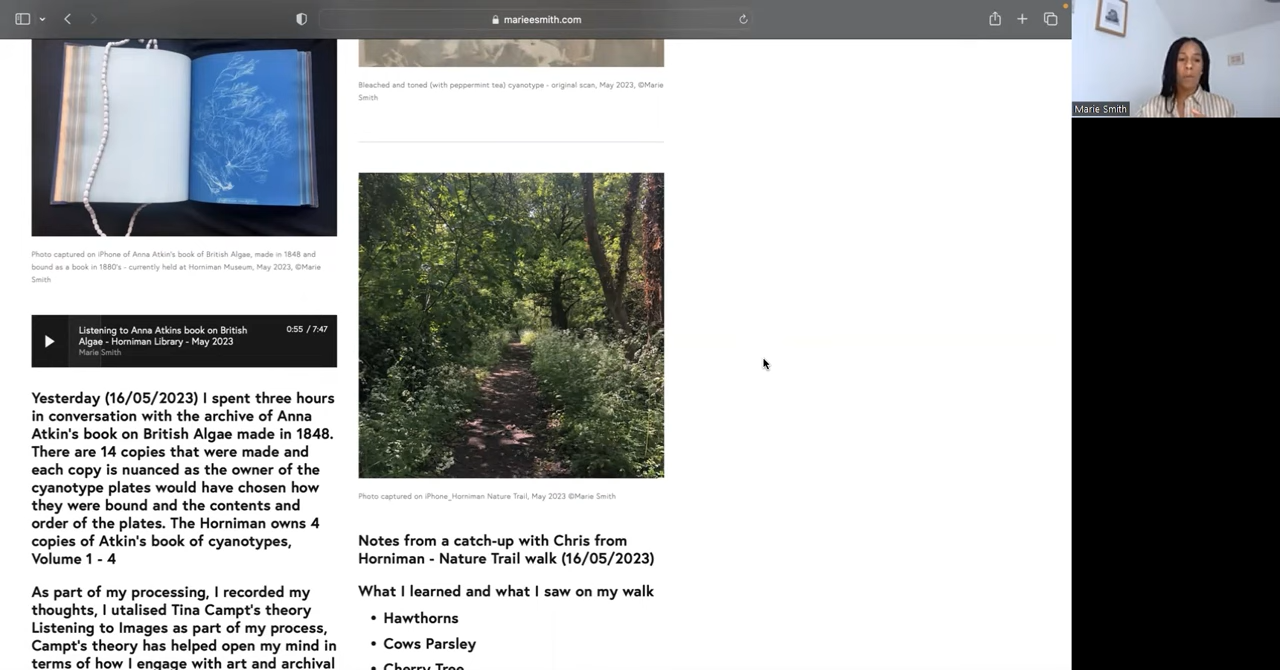 marieesmith.com
Marie Smith
Photo captured on iPhone of Anna Atkin's book of British Algae, made in 1848 and
bound as a book in 1880's - currently held at Horniman Museum, May 2023, ©Marie
Smith
Listening to Anna Atkins book on British
Algae - Horniman Library - May 2023
Marie Smith
0:55 / 7:47
Yesterday (16/05/2023) I spent three hours
in conversation with the archive of Anna
Atkin's book on British Algae made in 1848.
There are 14 copies that were made and
each copy is nuanced as the owner of the
cyanotype plates would have chosen how
they were bound and the contents and
order of the plates. The Horniman owns 4
copies of Atkin's book of cyanotypes,
Volume 1 - 4
As part of my processing, I recorded my
thoughts, I utalised Tina Campt's theory
Listening to Images as part of my process,
Campt's theory has helped open my mind in
terms of how I engage with art and archival
Bleached and toned (with peppermint tea) cyanotype - original scan, May 2023, ©Marie
Smith
Photo captured on iPhone_Horniman Nature Trail, May 2023 ©Marie Smith
Notes from a catch-up with Chris from
Horniman - Nature Trail walk (16/05/2023)
What I learned and what I saw on my walk
• Hawthorns
• Cows Parsley
• Cherry Tree